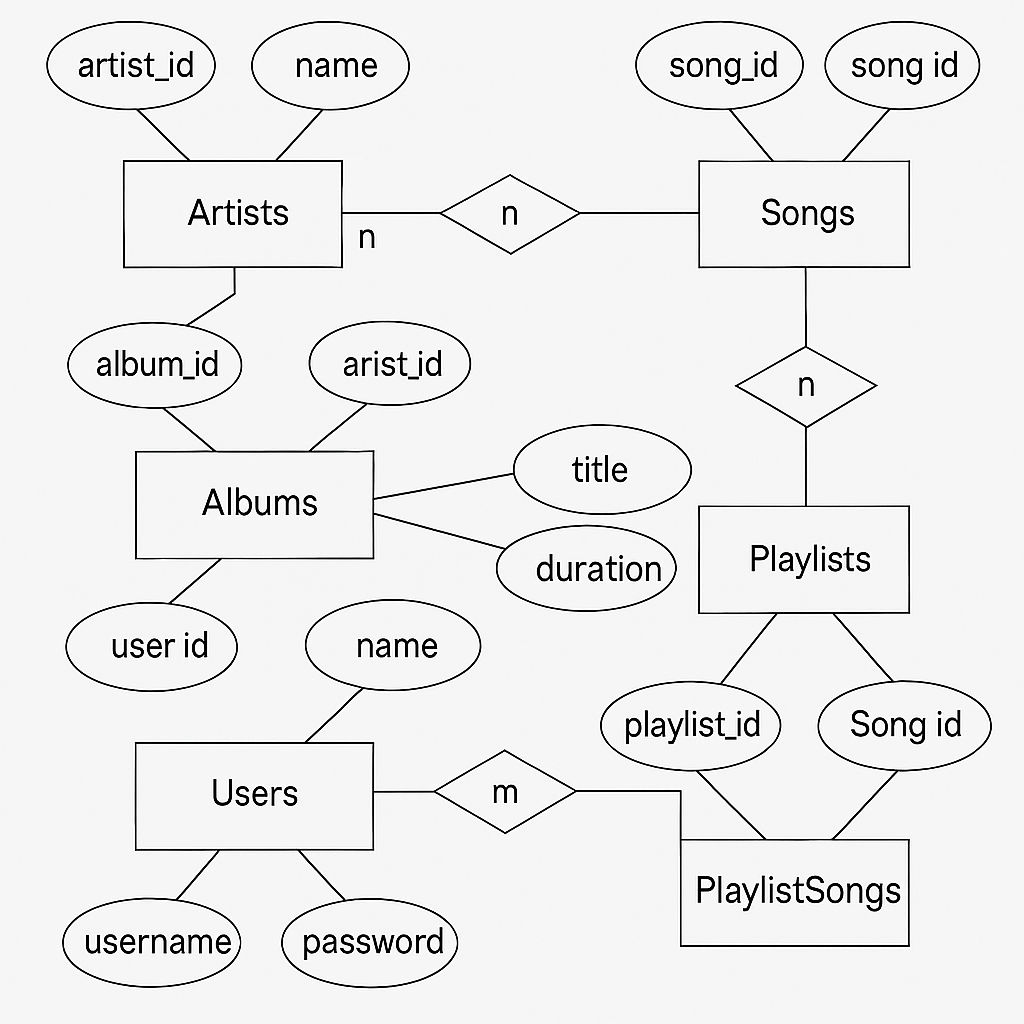 artist_id
name
song_id
song id
Artists
n
n
Songs
album_id
arist_id
n
Albums
title
duration
Playlists
user id
name
playlist_id
Song id
Users
m
PlaylistSongs
username
password